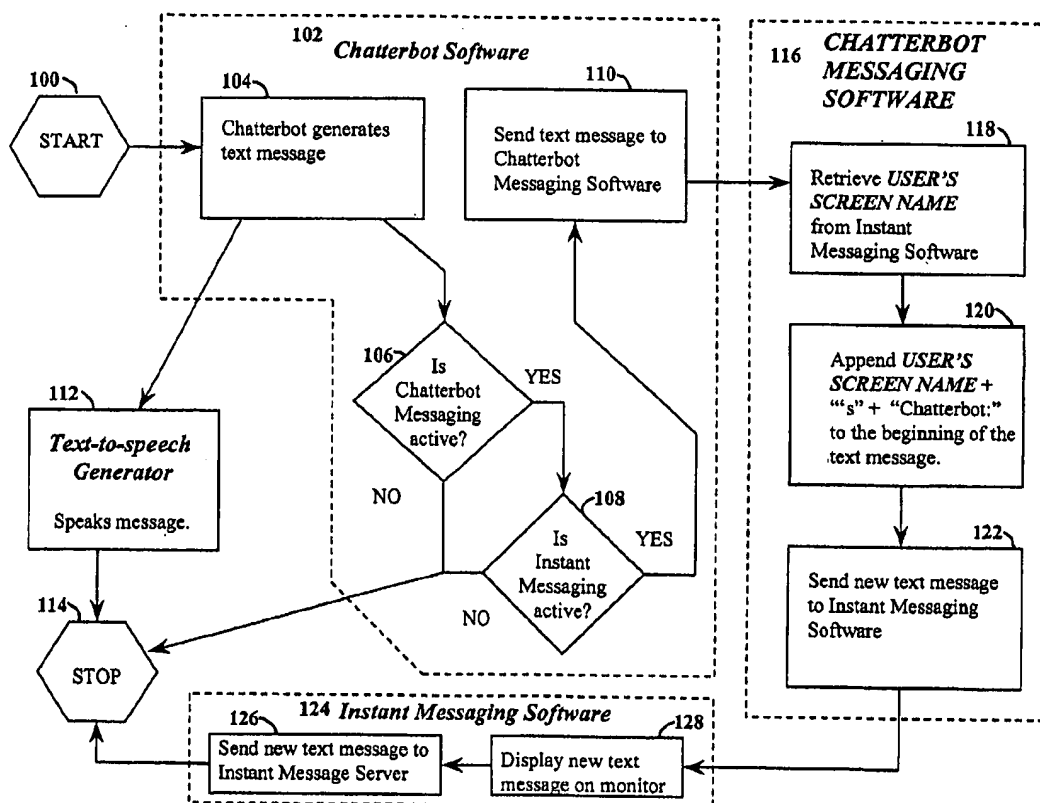 102
Chatterbot Software
100
START
104
Chatterbot generates
text message
110
Send text message to
Chatterbot
Messaging Software
116
CHATTERBOT
MESSAGING
SOFTWARE
118
Retrieve USER'S
SCREEN NAME
from Instant
Messaging Software
120
Append USER'S
SCREEN NAME +
"'s" + "Chatterbot:"
to the beginning of the
text message.
122
Send new text message
to Instant Messaging
Software
106
Is
Chatterbot
Messaging
active?
YES
NO
108
Is
Instant
Messaging
active?
YES
NO
112
Text-to-speech
Generator
Speaks message.
114
STOP
124 Instant Messaging Software
126
Send new text message to
Instant Message Server
128
Display new text
message on monitor